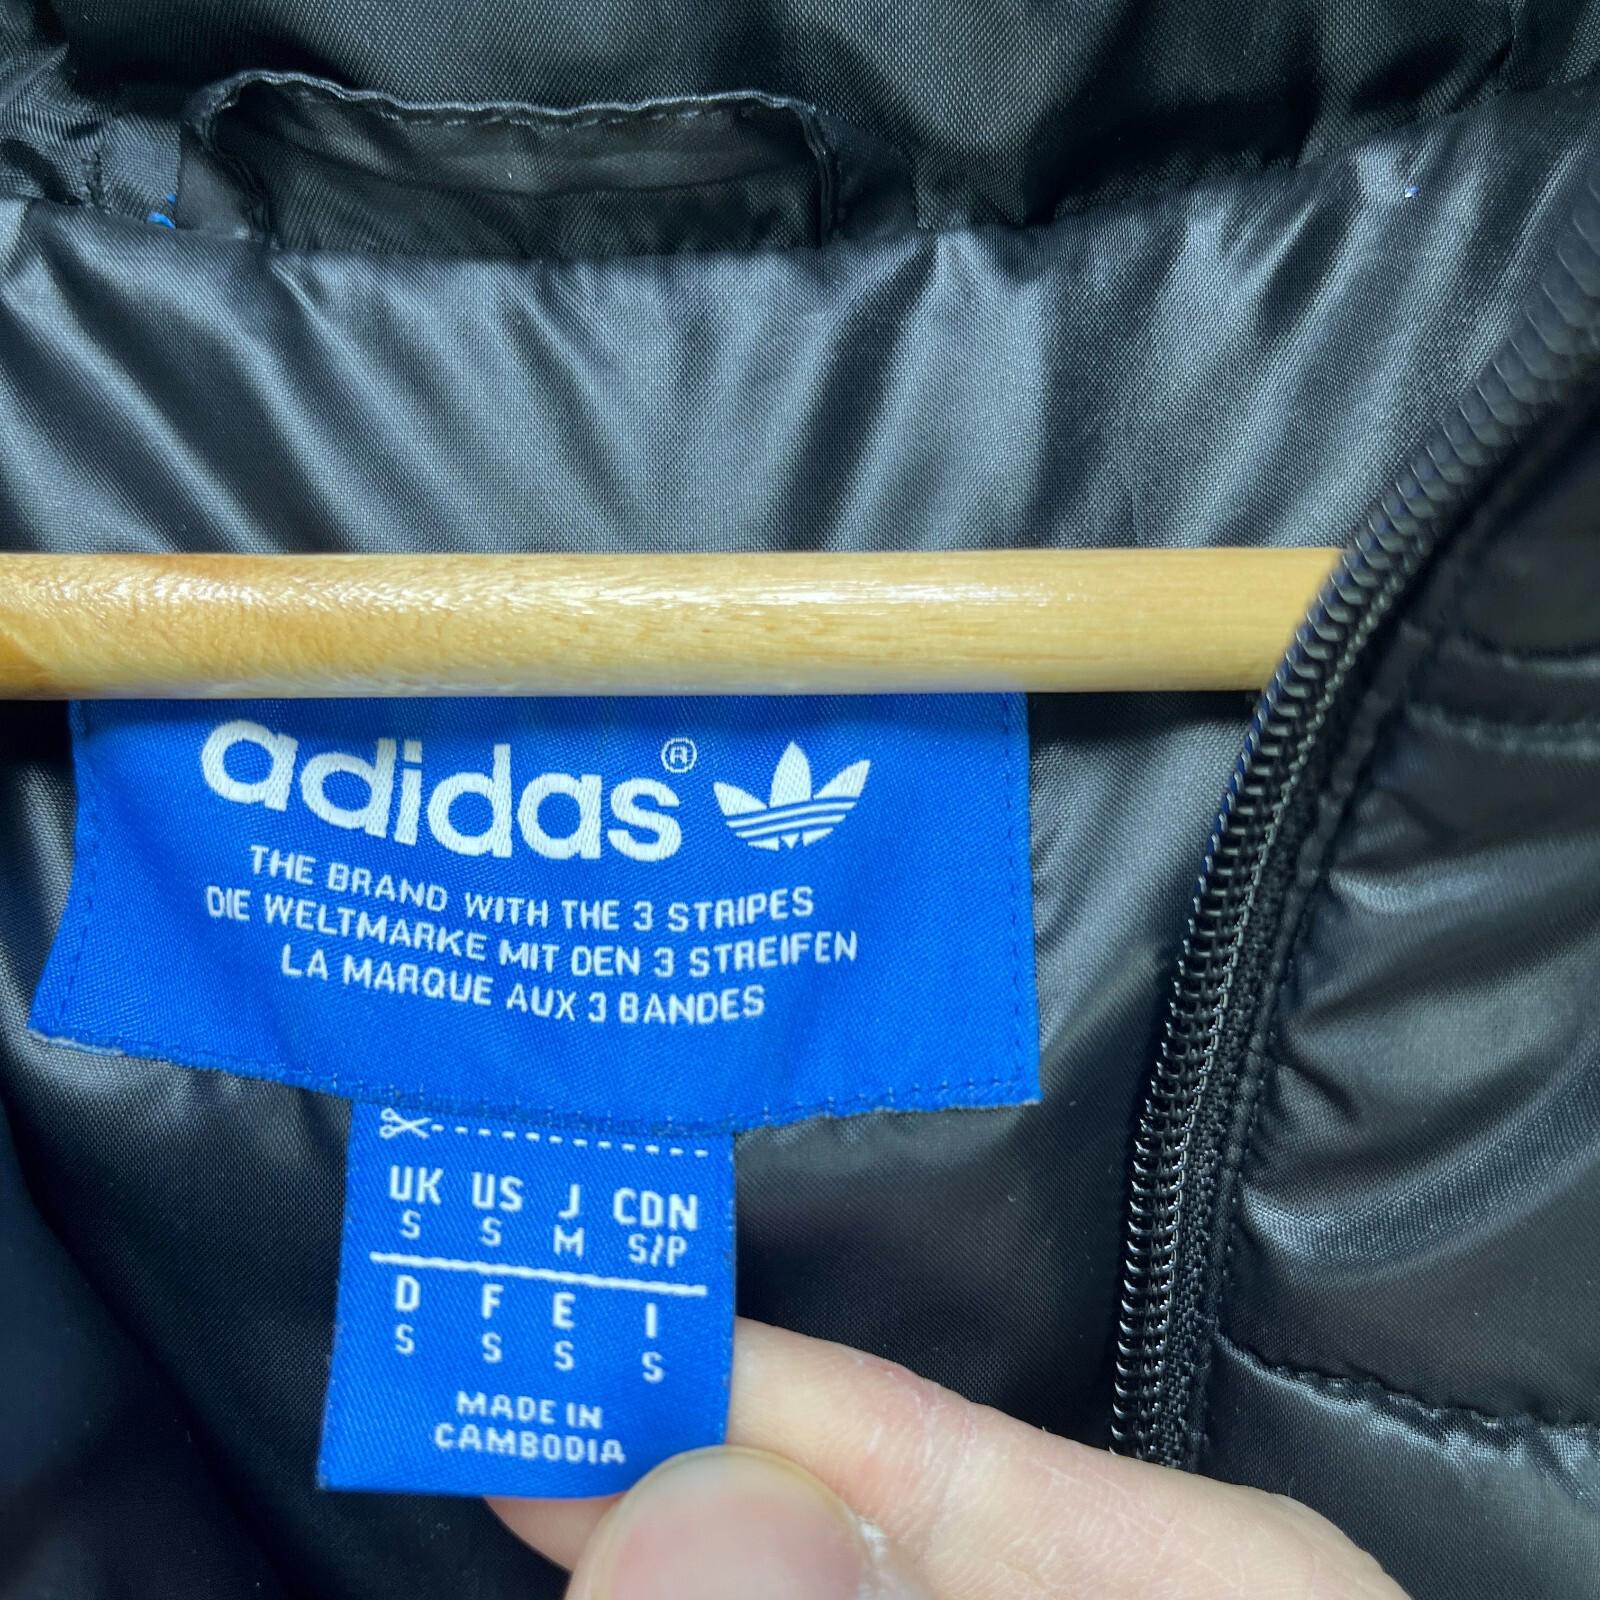 adidas®
THE BRAND WITH THE 3 STRIPES
DIE WELTMARKE MIT DEN 3 STREIFEN
LA MARQUE AUX 3 BANDES
UK US J CDN
S S M S/P
D F E I
S S S S
MADE IN
CAMBODIA